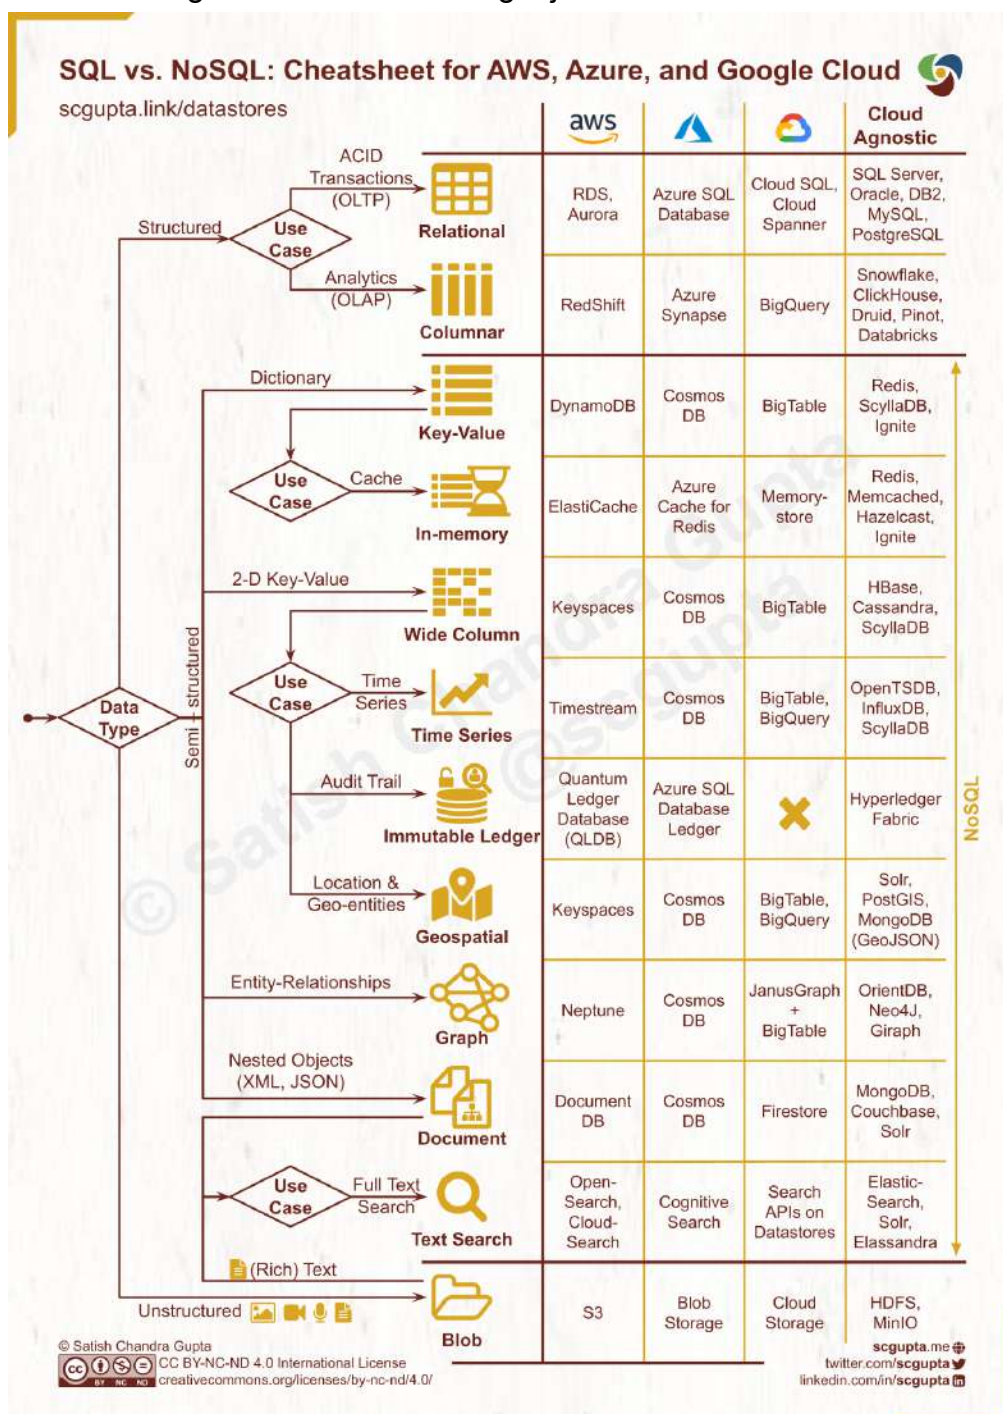 SQL vs. NoSQL: Cheatsheet for AWS, Azure, and Google Cloud
scgupta.link/datastores
aws
Cloud
Agnostic
ACID
Transactions
(OLTP)
Structured
Use
Case
Relational
RDS,
Aurora
Azure SQL
Database
Cloud SQL,
Cloud
Spanner
SQL Server,
Oracle, DB2,
MySQL,
PostgreSQL
Analytics
(OLAP)
Columnar
RedShift
Azure
Synapse
BigQuery
Snowflake,
ClickHouse,
Druid, Pinot,
Databricks
Dictionary
Key-Value
DynamoDB
Cosmos
DB
BigTable
Redis,
ScyllaDB,
Ignite
Use
Case
Cache
In-memory
ElastiCache
Azure
Cache for
Redis
Memory-
store
Redis,
Memcached,
Hazelcast,
Ignite
2-D Key-Value
Wide Column
Keyspaces
Cosmos
DB
BigTable
HBase,
Cassandra,
ScyllaDB
Data
Type
Semi - structured
Use
Case
Time
Series
Time Series
Timestream
Cosmos
DB
BigTable,
BigQuery
OpenTSDB,
InfluxDB,
ScyllaDB
Audit Trail
Immutable Ledger
Quantum
Ledger
Database
(QLDB)
Azure SQL
Database
Ledger
Hyperledger
Fabric
NoSQL
Location &
Geo-entities
Geospatial
Keyspaces
Cosmos
DB
BigTable,
BigQuery
Solr,
PostGIS,
MongoDB
(GeoJSON)
Entity-Relationships
Graph
Neptune
Cosmos
DB
JanusGraph
+
BigTable
OrientDB,
Neo4J,
Giraph
Nested Objects
(XML, JSON)
Document
Document
DB
Cosmos
DB
Firestore
MongoDB,
Couchbase,
Solr
Use
Case
Full Text
Search
Text Search
Open-
Search,
Cloud-
Search
Cognitive
Search
Search
APIs on
Datastores
Elastic-
Search,
Solr,
Elassandra
(Rich) Text
Unstructured
Blob
S3
Blob
Storage
Cloud
Storage
HDFS,
MinIO
© Satish Chandra Gupta
@scgupta
© Satish Chandra Gupta
CC BY-NC-ND 4.0 International License
creativecommons.org/licenses/by-nc-nd/4.0/
cc
BY NC ND
scgupta.me
twitter.com/scgupta
linkedin.com/in/scgupta